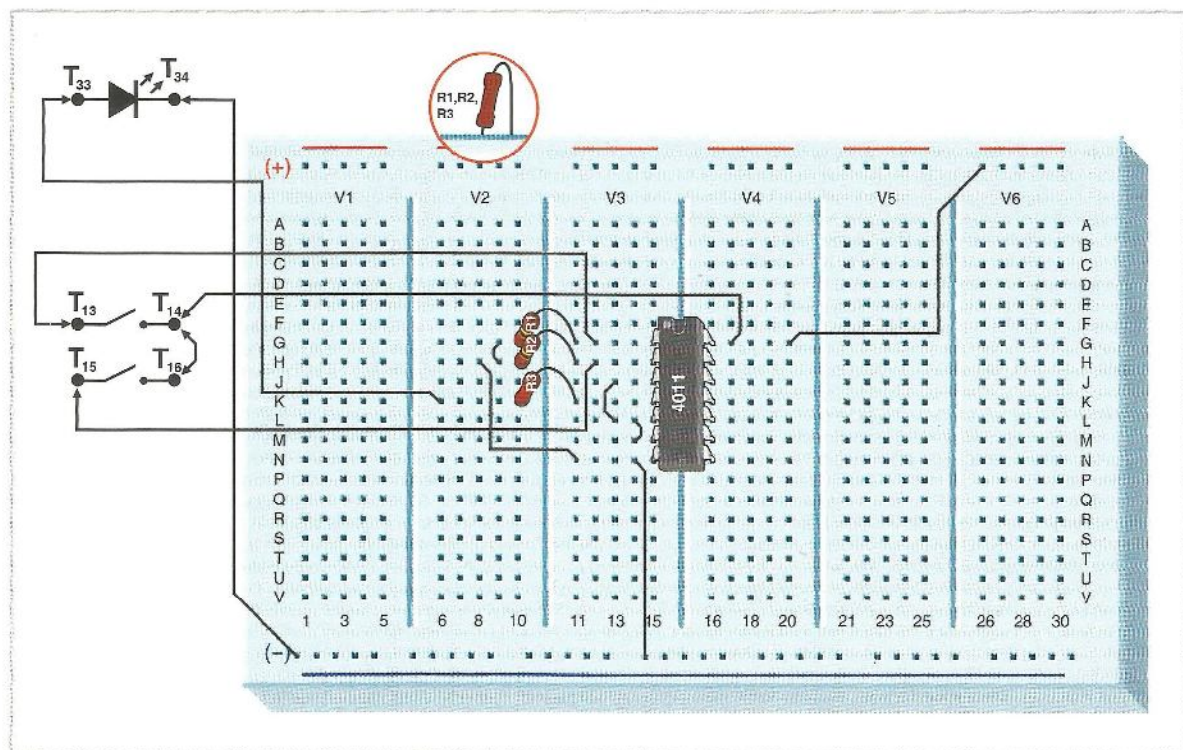 T33 T34
R1,R2,
R3
(+)
V1 V2 V3 V4 V5 V6
A A
B B
C C
D D
T13 T14 E E
F F
R1
G G
R2
T15 T16 H H
J J
R3
K K
4011
L L
M M
N N
P P
Q Q
R R
S S
T T
U U
V V
1 3 5 6 8 10 11 13 15 16 18 20 21 23 25 26 28 30
(−)